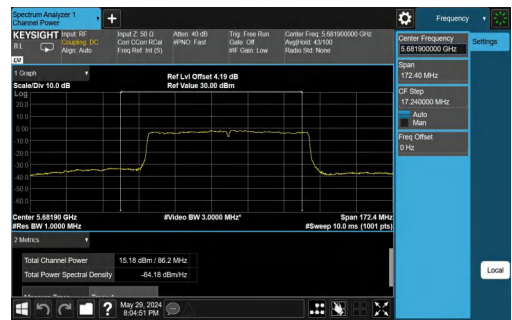 Spectrum Analyzer 1
Channel Power
Frequency
KEYSIGHT
RL
Input: RF
Coupling: DC
Align: Auto
Input Z: 50 Ω
Corr CCorr RCal
Freq Ref: Int (S)
Atten: 40 dB
#PNO: Fast
Trig: Free Run
Gate: Off
#IF Gain: Low
Center Freq: 5.681900000 GHz
Avg|Hold: 43/100
Radio Std: None
Center Frequency
5.681900000 GHz
Settings
Span
172.40 MHz
CF Step
17.240000 MHz
Auto
Man
Freq Offset
0 Hz
Local
1 Graph
Scale/Div 10.0 dB
Ref Lvl Offset 4.19 dB
Ref Value 30.00 dBm
Log
20.0
10.0
0.00
-10.0
-20.0
-30.0
-40.0
-50.0
-60.0
Center 5.68190 GHz
#Res BW 1.0000 MHz
#Video BW 3.0000 MHz*
Span 172.4 MHz
#Sweep 10.0 ms (1001 pts)
2 Metrics
Total Channel Power 15.18 dBm / 86.2 MHz
Total Power Spectral Density -64.18 dBm/Hz
May 29, 2024
8:04:51 PM